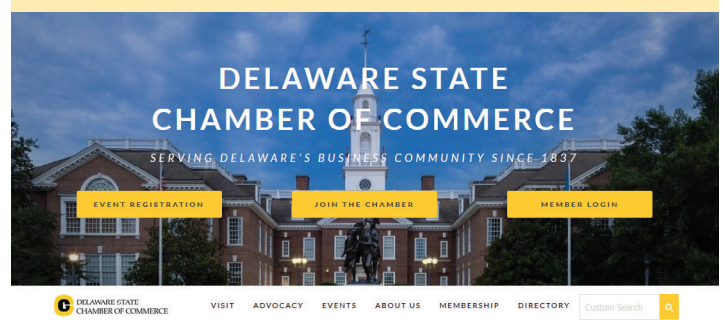 DELAWARE STATE
CHAMBER OF COMMERCE
SERVING DELAWARE'S BUSINESS COMMUNITY SINCE 1837
EVENT REGISTRATION JOIN THE CHAMBER MEMBER LOGIN
DELAWARE STATE
CHAMBER OF COMMERCE
VISIT ADVOCACY EVENTS ABOUT US MEMBERSHIP DIRECTORY Custom Search